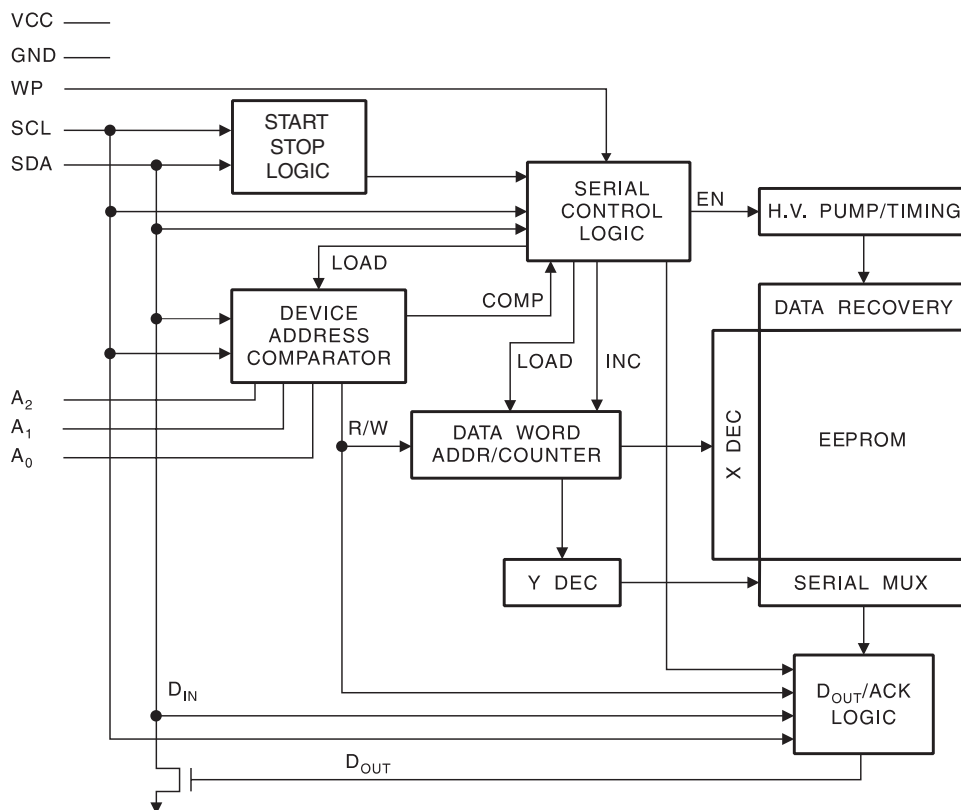 VCC
GND
WP
SCL
SDA
START
STOP
LOGIC
SERIAL
CONTROL
LOGIC
EN
H.V. PUMP/TIMING
LOAD
COMP
DEVICE
ADDRESS
COMPARATOR
DATA RECOVERY
LOAD
INC
A2
A1
A0
R/W
DATA WORD
ADDR/COUNTER
X DEC
EEPROM
Y DEC
SERIAL MUX
DIN
DOUT/ACK
LOGIC
DOUT